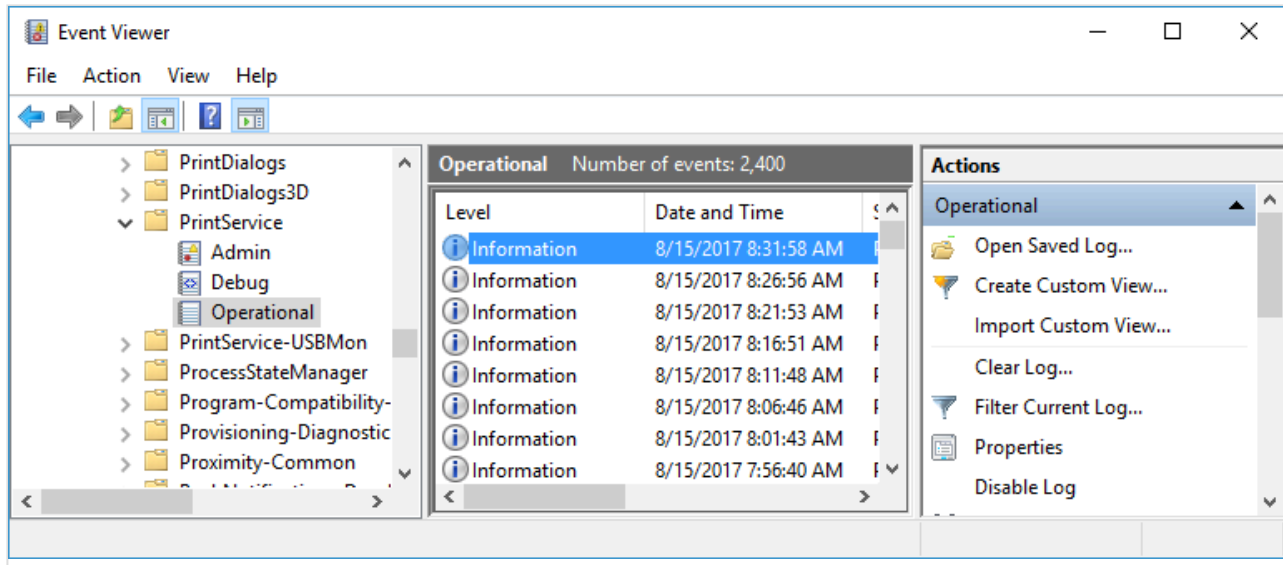 Event Viewer
File Action View Help
PrintDialogs
PrintDialogs3D
PrintService
Admin
Debug
Operational
PrintService-USBMon
ProcessStateManager
Program-Compatibility-
Provisioning-Diagnostic
Proximity-Common
Operational Number of events: 2,400
Level Date and Time
Information 8/15/2017 8:31:58 AM
Information 8/15/2017 8:26:56 AM
Information 8/15/2017 8:21:53 AM
Information 8/15/2017 8:16:51 AM
Information 8/15/2017 8:11:48 AM
Information 8/15/2017 8:06:46 AM
Information 8/15/2017 8:01:43 AM
Information 8/15/2017 7:56:40 AM
Actions
Operational
Open Saved Log...
Create Custom View...
Import Custom View...
Clear Log...
Filter Current Log...
Properties
Disable Log